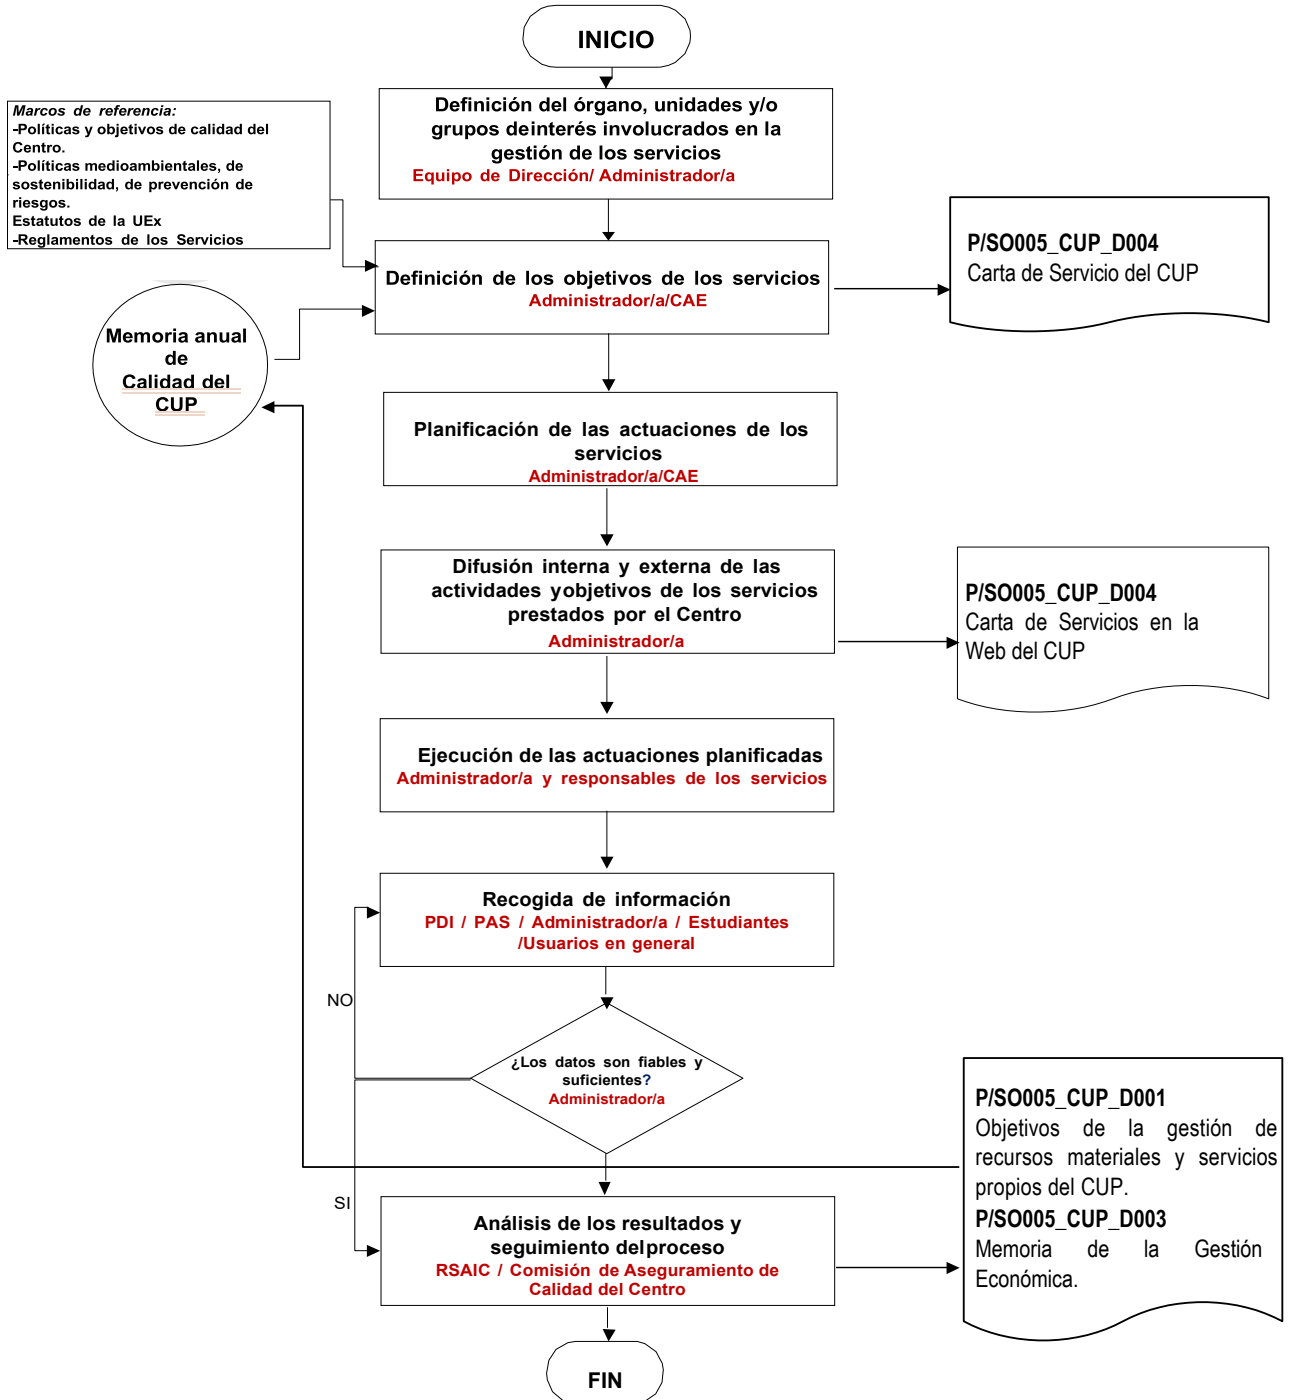 INICIO
Definición del órgano, unidades y/o
grupos deinterés involucrados en la
gestión de los servicios
Equipo de Dirección/ Administrador/a
Marcos de referencia:
-Políticas y objetivos de calidad del
Centro.
-Políticas medioambientales, de
sostenibilidad, de prevención de
riesgos.
Estatutos de la UEx
-Reglamentos de los Servicios
Definición de los objetivos de los servicios
Administrador/a/CAE
P/SO005_CUP_D004
Carta de Servicio del CUP
Memoria anual
de
Calidad del
CUP
Planificación de las actuaciones de los
servicios
Administrador/a/CAE
Difusión interna y externa de las
actividades yobjetivos de los servicios
prestados por el Centro
Administrador/a
P/SO005_CUP_D004
Carta de Servicios en la
Web del CUP
Ejecución de las actuaciones planificadas
Administrador/a y responsables de los servicios
Recogida de información
PDI / PAS / Administrador/a / Estudiantes
/Usuarios en general
NO
¿Los datos son fiables y
suficientes?
Administrador/a
SI
P/SO005_CUP_D001
Objetivos de la gestión de
recursos materiales y servicios
propios del CUP.
P/SO005_CUP_D003
Memoria de la Gestión
Económica.
Análisis de los resultados y
seguimiento delproceso
RSAIC / Comisión de Aseguramiento de
Calidad del Centro
FIN